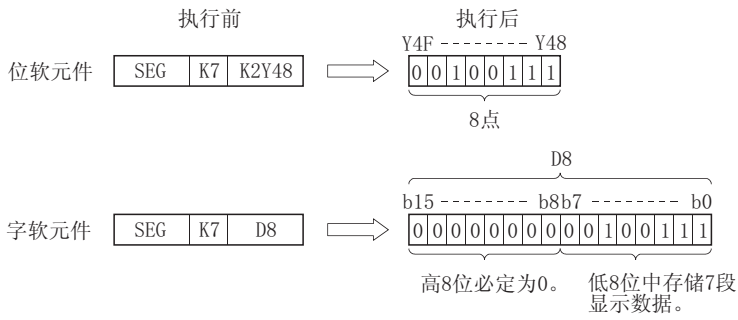 执行前 执行后
Y4F -------- Y48
位软元件 SEG K7 K2Y48 0 0 1 0 0 1 1 1
8点
D8
b15 -------- b8 b7 -------- b0
字软元件 SEG K7 D8 0 0 0 0 0 0 0 0 0 0 1 0 0 1 1 1
高8位必定为0。 低8位中存储7段
显示数据。